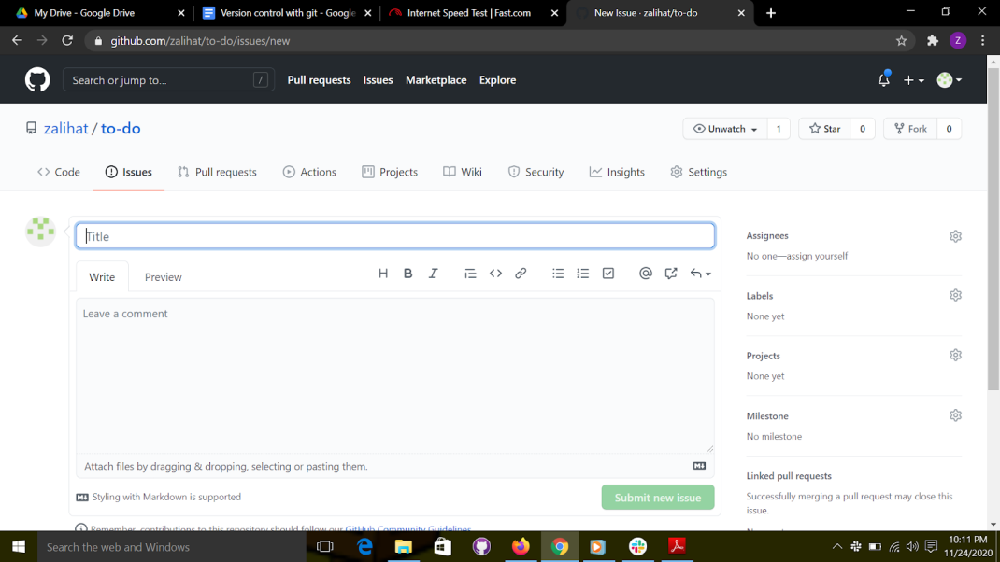 My Drive - Google Drive
Version control with git - Google
Internet Speed Test | Fast.com
New Issue · zalihat/to-do
github.com/zalihat/to-do/issues/new
Z
Search or jump to...
/
Pull requests
Issues
Marketplace
Explore
zalihat / to-do
Unwatch
1
Star
0
Fork
0
Code
Issues
Pull requests
Actions
Projects
Wiki
Security
Insights
Settings
Title
Write
Preview
H B I
Leave a comment
Attach files by dragging & dropping, selecting or pasting them.
Styling with Markdown is supported
Submit new issue
Remember, contributions to this repository should follow our GitHub Community Guidelines.
Assignees
No one—assign yourself
Labels
None yet
Projects
None yet
Milestone
No milestone
Linked pull requests
Successfully merging a pull request may close this
issue.
Search the web and Windows
10:11 PM
11/24/2020